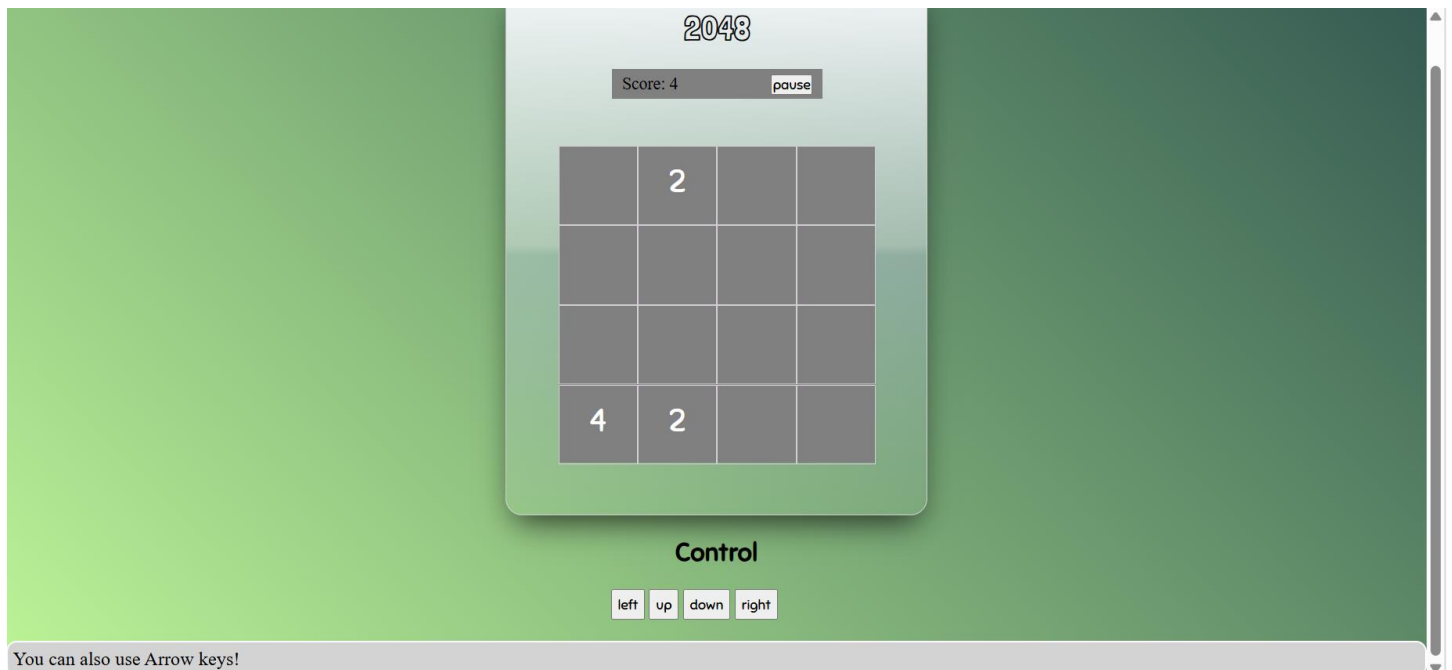 2048
Score: 4 pause
2
4 2
Control
left up down right
You can also use Arrow keys!